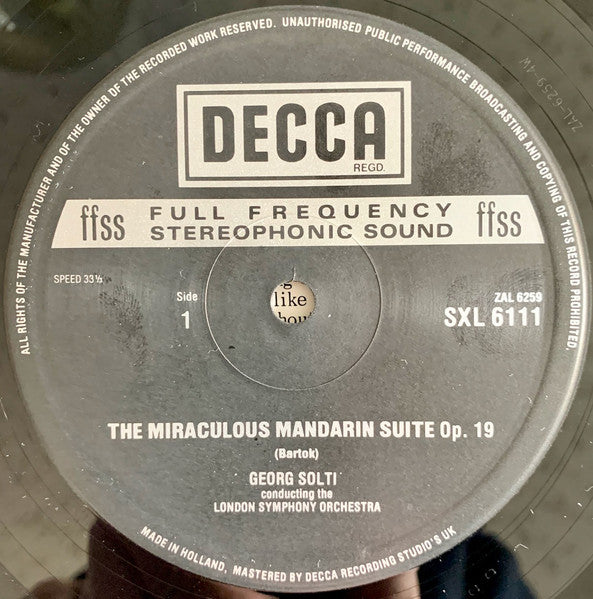 ALL RIGHTS OF THE MANUFACTURER AND OF THE OWNER OF THE RECORDED WORK RESERVED. UNAUTHORISED PUBLIC PERFORMANCE BROADCASTING AND COPYING OF THIS RECORD PROHIBITED.
DECCA
REGD.
ffss FULL FREQUENCY STEREOPHONIC SOUND ffss
SPEED 33⅓
Side
1
like
ZAL 6259
SXL 6111
THE MIRACULOUS MANDARIN SUITE Op. 19
(Bartok)
GEORG SOLTI
conducting the
LONDON SYMPHONY ORCHESTRA
MADE IN HOLLAND, MASTERED BY DECCA RECORDING STUDIO'S UK
ZAL-6259-4W